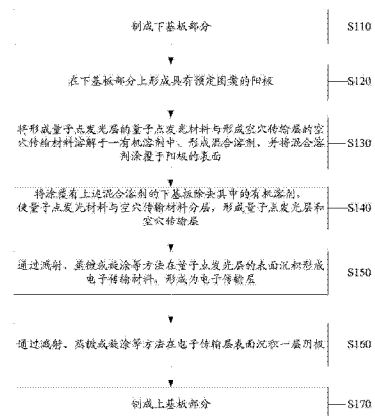 制成下基板部分
S110
在下基板部分上形成具有预定图案的阳极
S120
将形成量子点发光层的量子点发光材料与形成空穴传输层的空
穴传输材料溶解于一有机溶剂中、形成混合溶剂、并将混合溶
剂涂覆于阳极的表面
S130
将涂覆有上述混合溶剂的下基板除去其中的有机溶剂,
使量子点发光材料与空穴传输材料分层,形成量子点发光层和
空穴传输层
S140
通过溅射、蒸镀或旋涂等方法在量子点发光层的表面沉积形成
电子传输材料,形成为电子传输层
S150
通过溅射、蒸镀或旋涂等方法在电子传输层表面沉积一层阴极
S160
制成上基板部分
S170